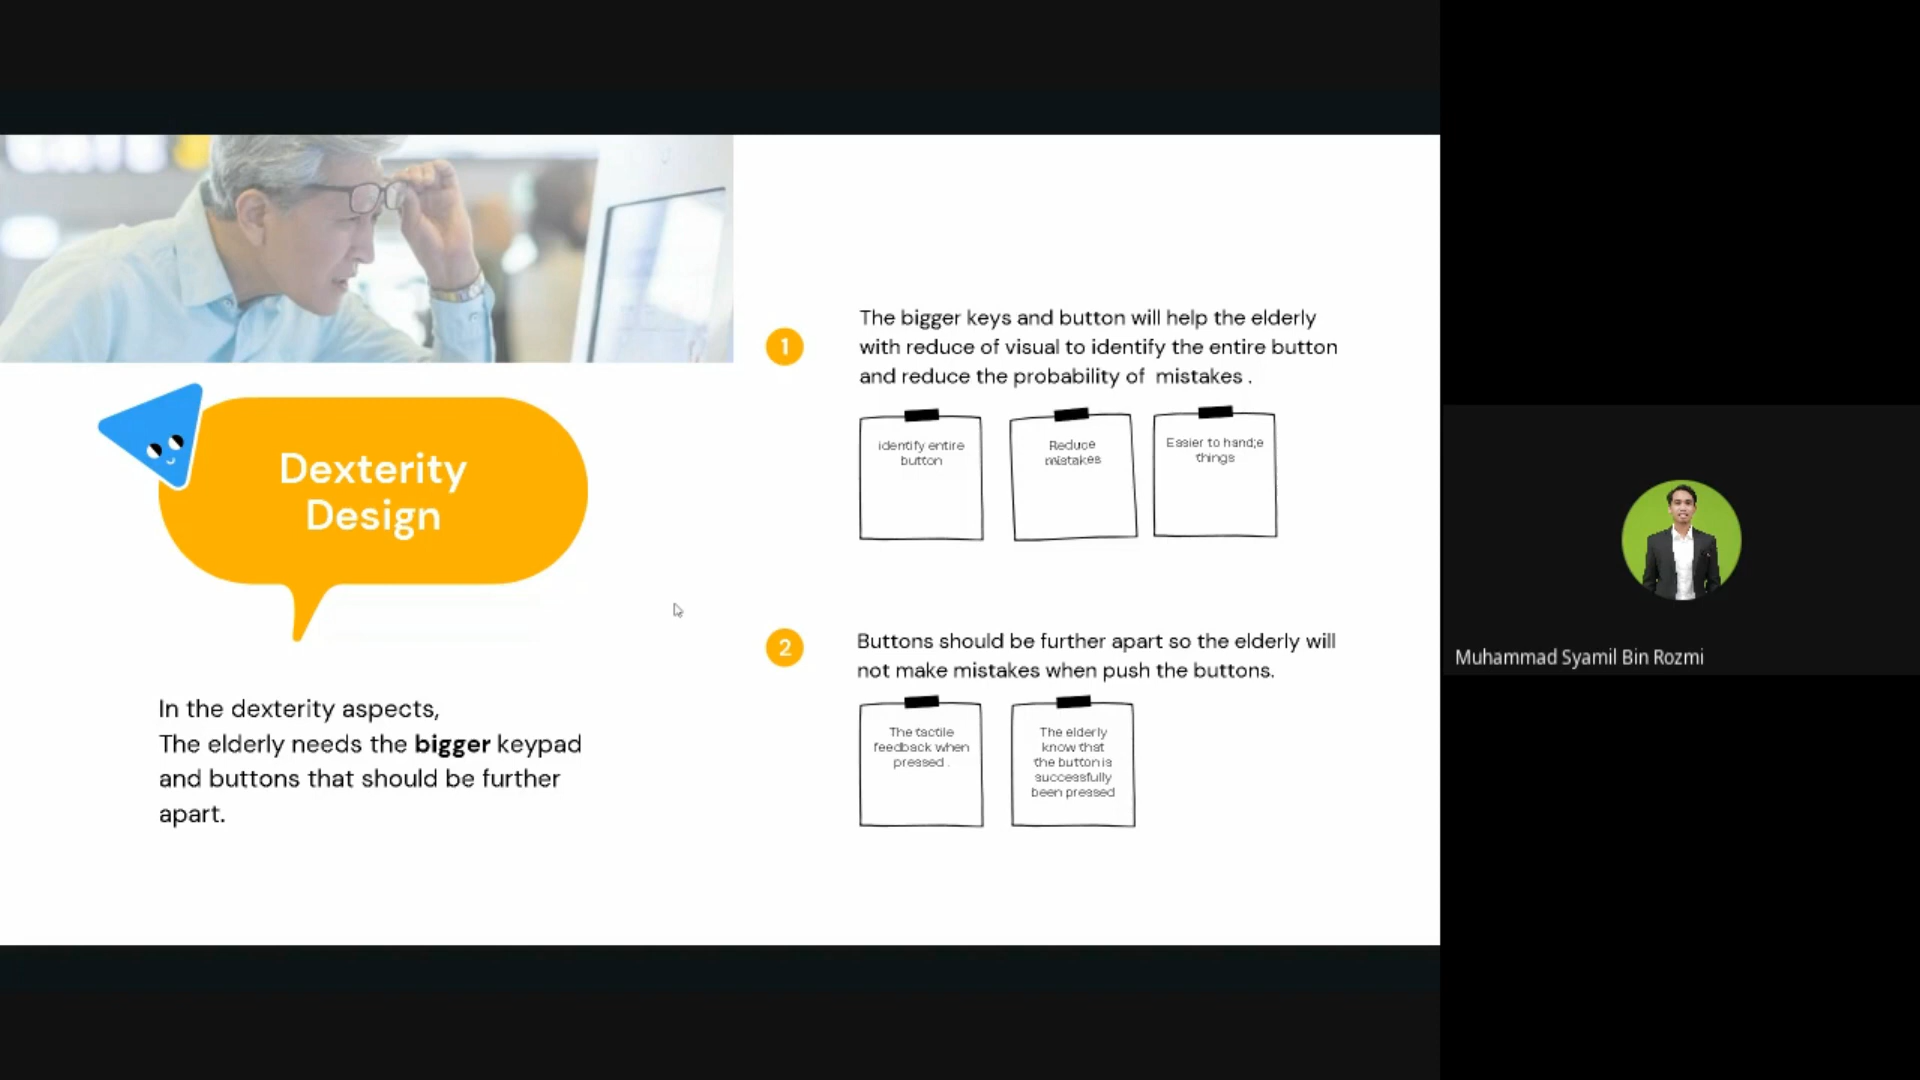 Dexterity
Design
In the dexterity aspects,
The elderly needs the bigger keypad
and buttons that should be further
apart.
1
The bigger keys and button will help the elderly
with reduce of visual to identify the entire button
and reduce the probability of mistakes .
identify entire
button
Reduce
mistakes
Easier to hand;e
things
2
Buttons should be further apart so the elderly will
not make mistakes when push the buttons.
The tactile
feedback when
pressed .
The elderly
know that
the button is
successfully
been pressed
Muhammad Syamil Bin Rozmi